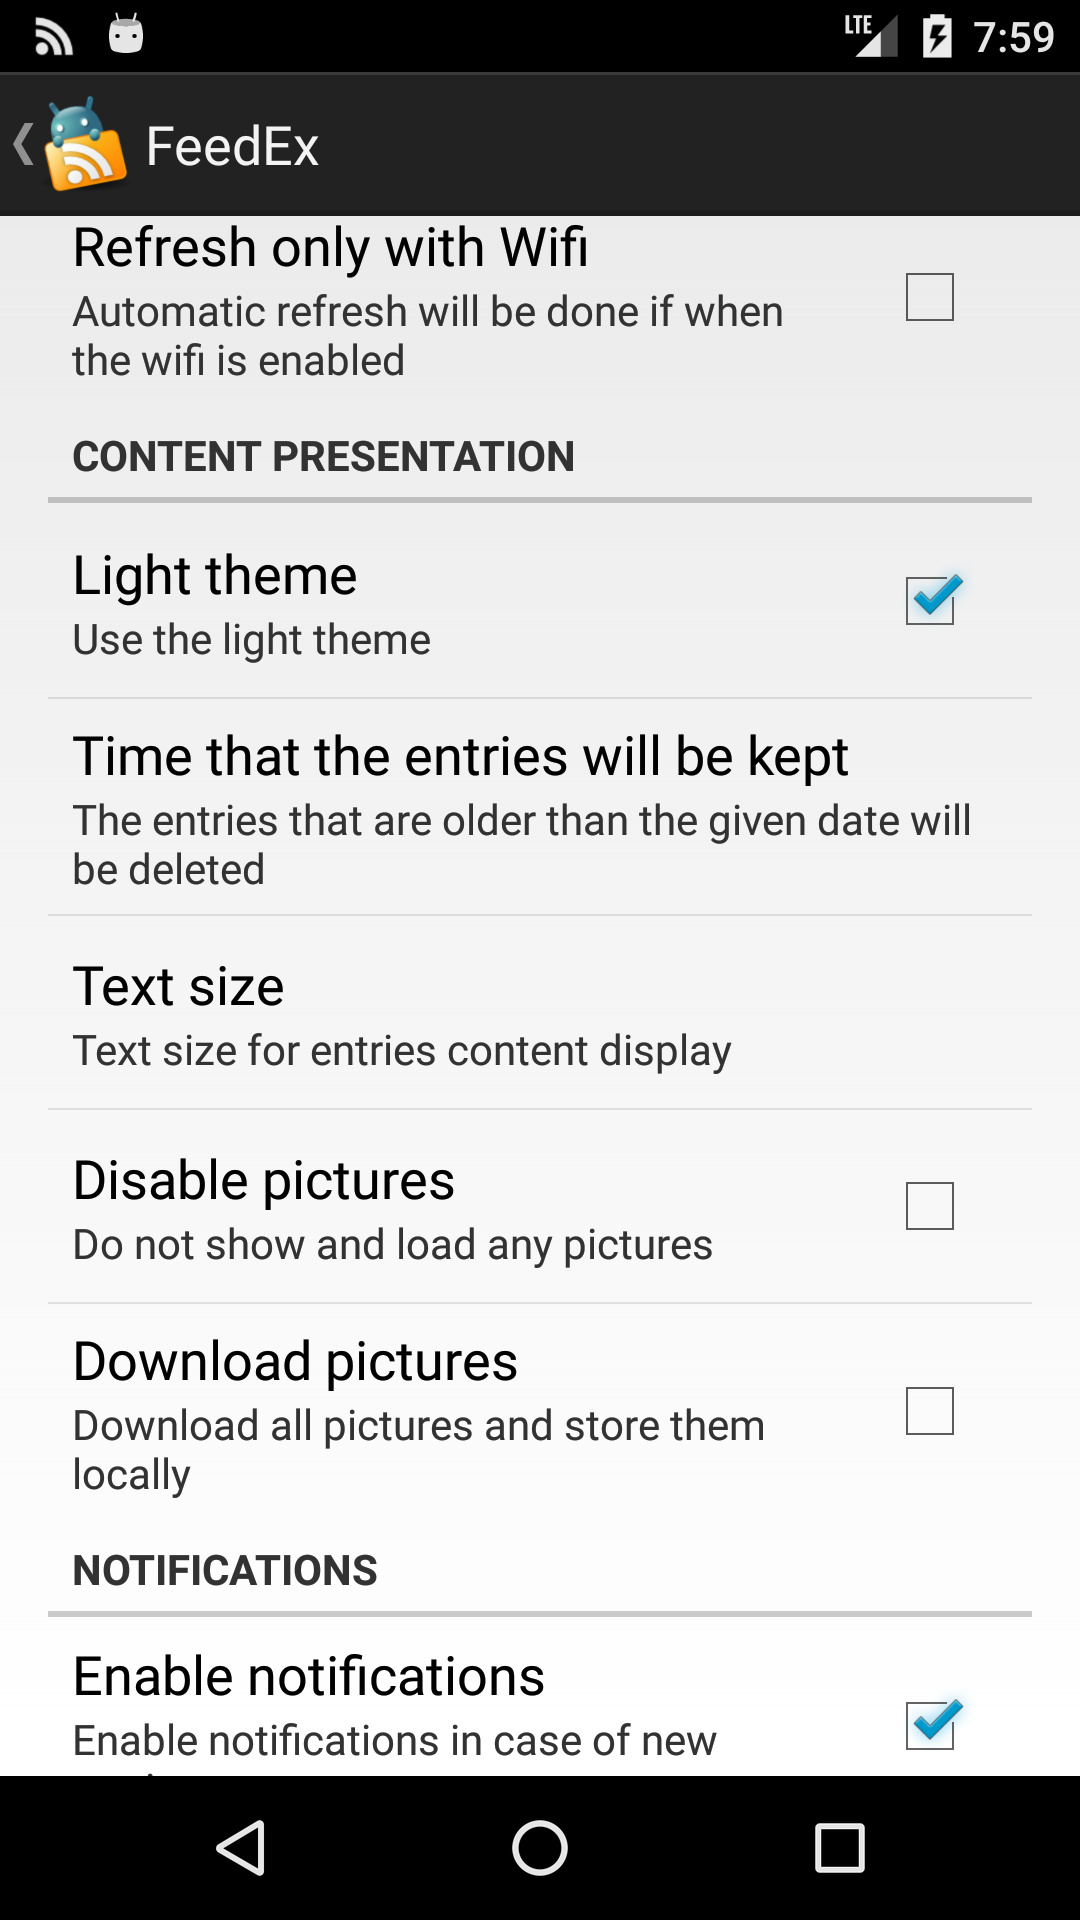 LTE 7:59
FeedEx
Refresh only with Wifi
Automatic refresh will be done if when
the wifi is enabled
CONTENT PRESENTATION
Light theme
Use the light theme
Time that the entries will be kept
The entries that are older than the given date will
be deleted
Text size
Text size for entries content display
Disable pictures
Do not show and load any pictures
Download pictures
Download all pictures and store them
locally
NOTIFICATIONS
Enable notifications
Enable notifications in case of new